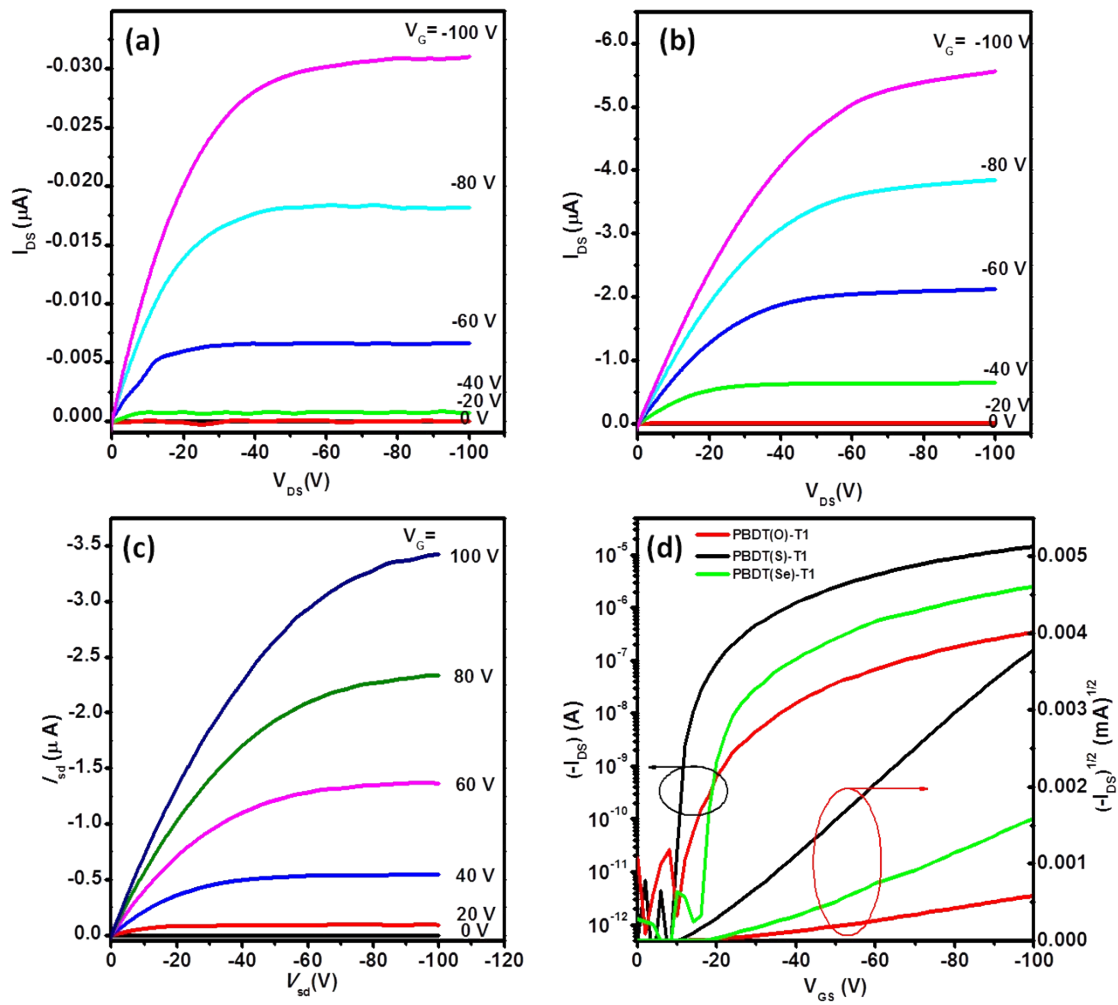 (a)
V_G= -100 V
-80 V
-60 V
-40 V
-20 V
0 V
-0.030
-0.025
-0.020
-0.015
-0.010
-0.005
0.000
I_DS (μA)
0 -20 -40 -60 -80 -100
V_DS(V)
(b)
V_G= -100 V
-80 V
-60 V
-40 V
-20 V
0 V
-6.0
-5.0
-4.0
-3.0
-2.0
-1.0
0.0
I_DS (μA)
0 -20 -40 -60 -80 -100
V_DS(V)
(c)
V_G=
100 V
80 V
60 V
40 V
20 V
0 V
-3.5
-3.0
-2.5
-2.0
-1.5
-1.0
-0.5
0.0
I_sd (μ A)
0 -20 -40 -60 -80 -100 -120
V_sd(V)
(d)
PBDT(O)-T1
PBDT(S)-T1
PBDT(Se)-T1
10^-5
10^-6
10^-7
10^-8
10^-9
10^-10
10^-11
10^-12
(-I_DS) (A)
0.005
0.004
0.003
0.002
0.001
0.000
(-I_DS)^1/2 (mA)^1/2
0 -20 -40 -60 -80 -100
V_GS (V)